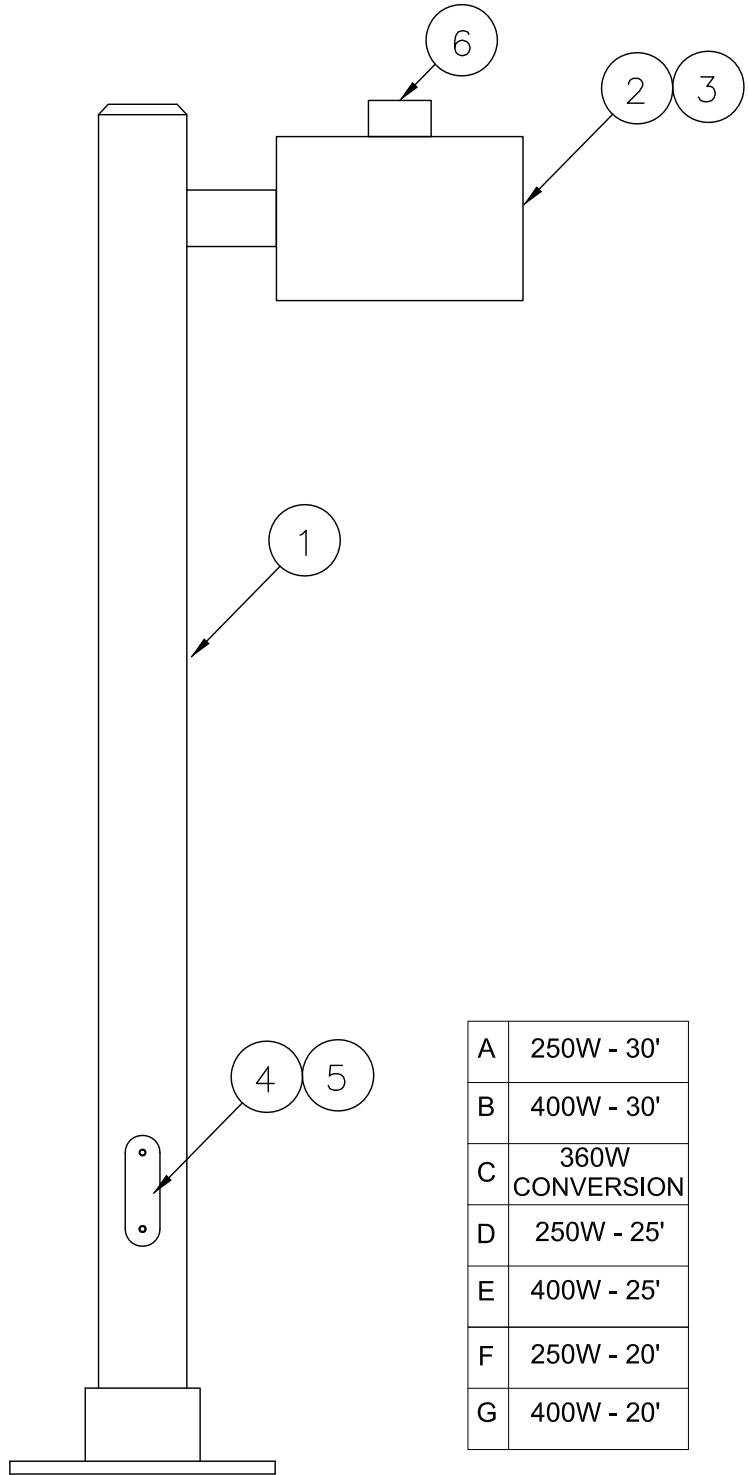 6
2 3
1
4 5
A 250W - 30'
B 400W - 30'
C 360W
CONVERSION
D 250W - 25'
E 400W - 25'
F 250W - 20'
G 400W - 20'